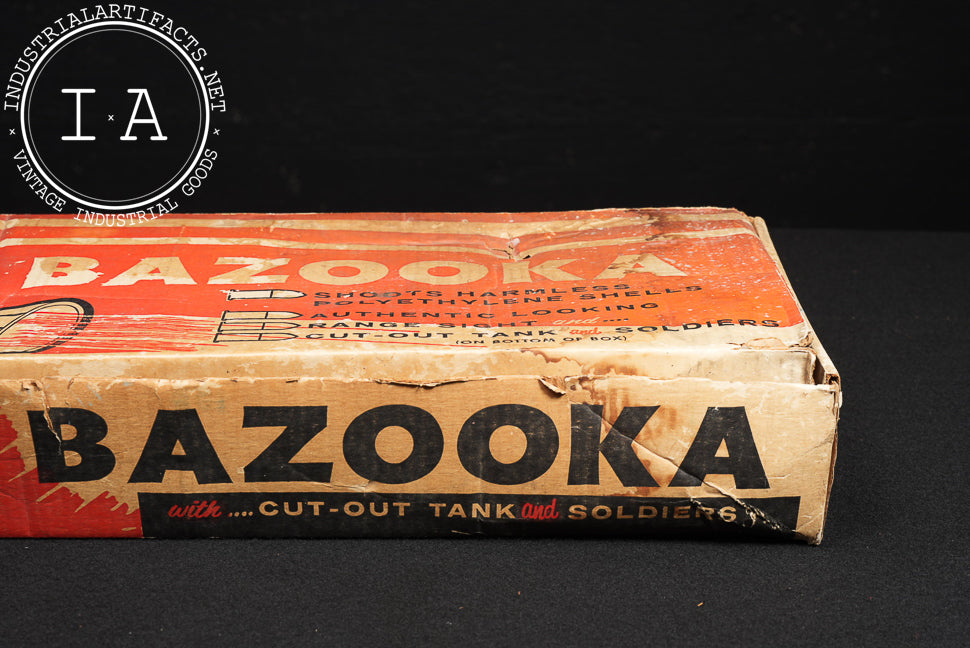 INDUSTRIALARTIFACTS.NET
I A
VINTAGE INDUSTRIAL GOODS
BAZOOKA
SHOOTS HARMLESS
POLYETHYLENE SHELLS
AUTHENTIC LOOKING
RANGE SIGHT and....
CUT-OUT TANK and SOLDIERS
(ON BOTTOM OF BOX)
BAZOOKA
with .... CUT-OUT TANK and SOLDIERS